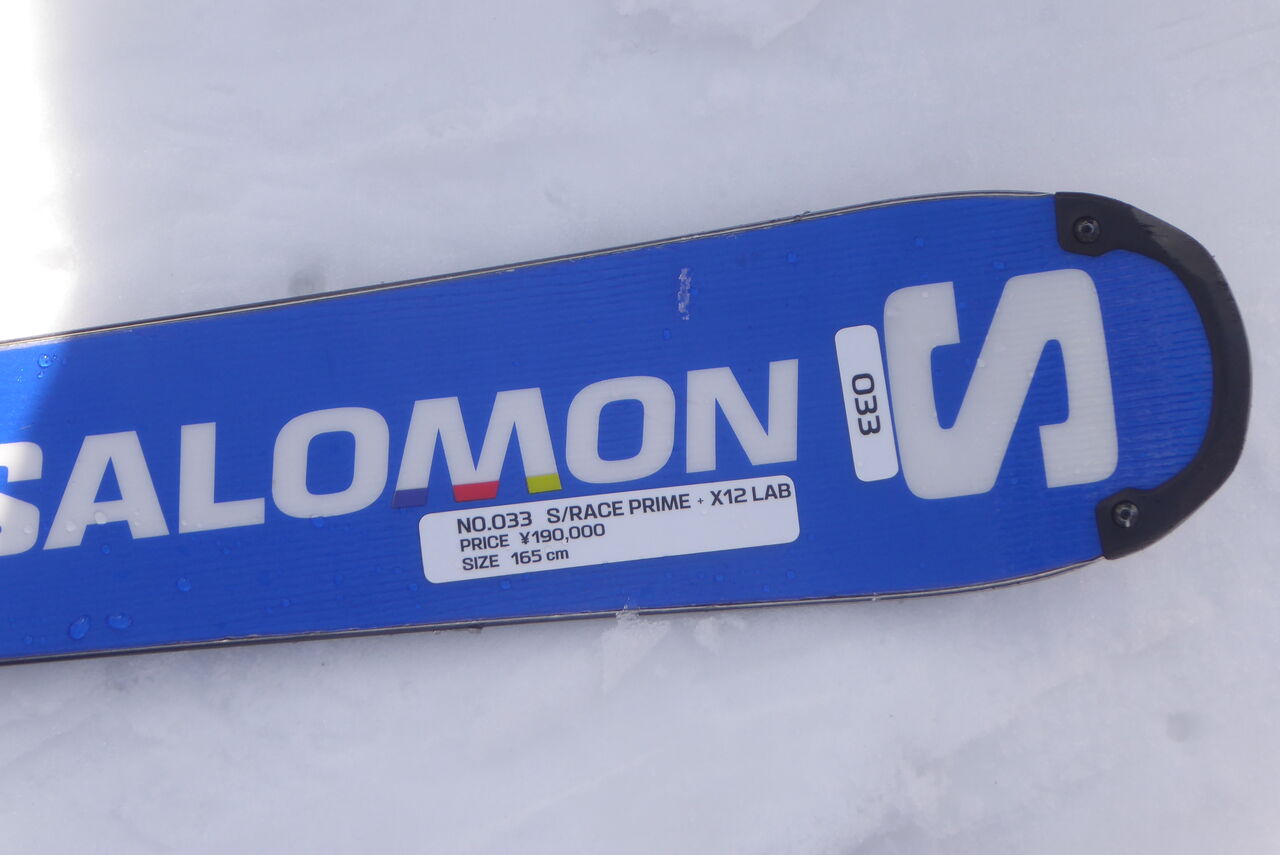 SALOMON
S
033
NO.033 S/RACE PRIME + X12 LAB
PRICE ¥190,000
SIZE 165 cm